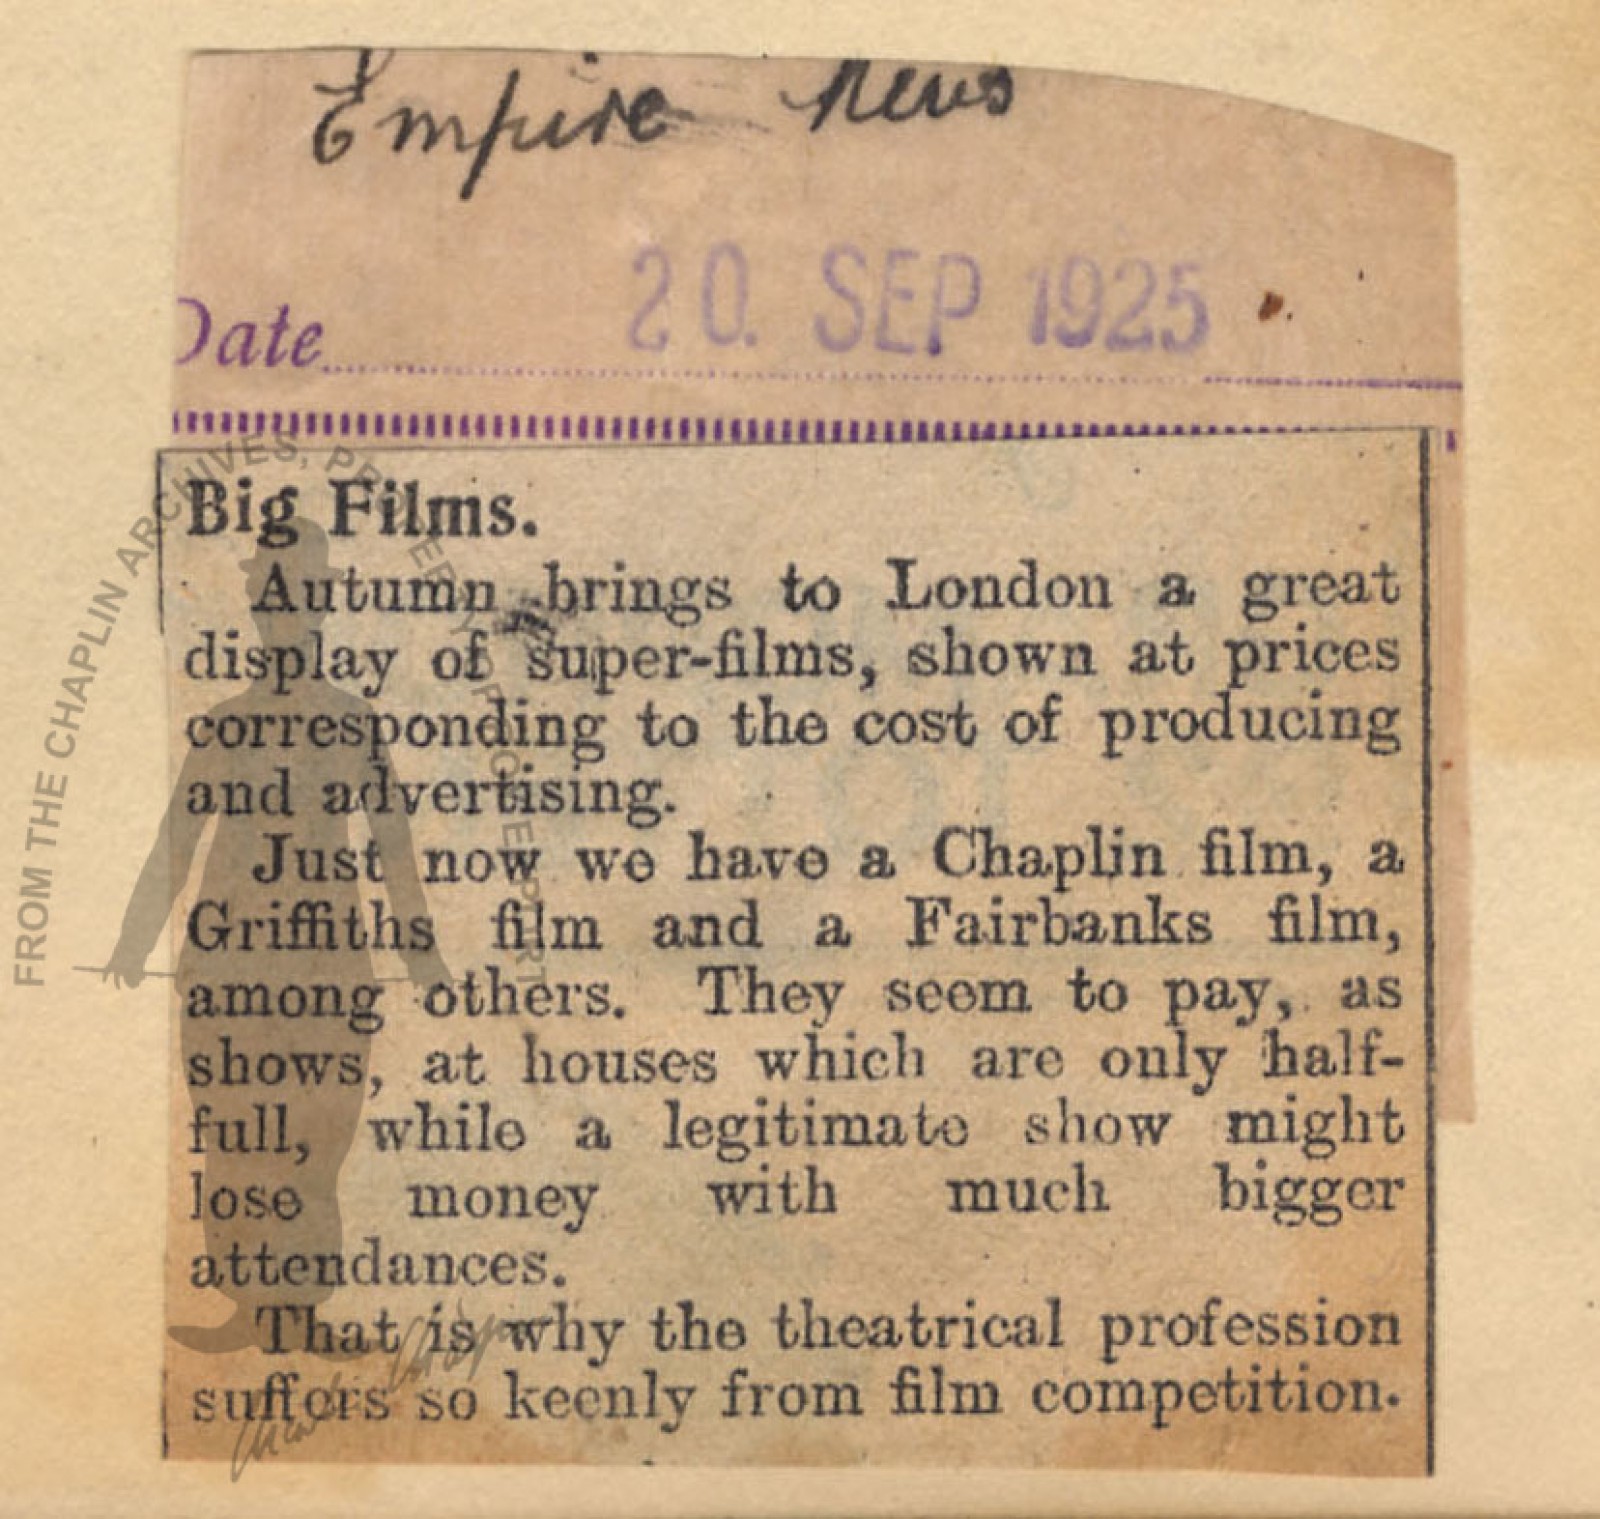 Empire News
Date
20. SEP 1925
Big Films.
Autumn brings to London a great
display of super-films, shown at prices
corresponding to the cost of producing
and advertising.
Just now we have a Chaplin film, a
Griffiths film and a Fairbanks film,
among others. They seem to pay, as
shows, at houses which are only half-
full, while a legitimate show might
lose money with much bigger
attendances.
That is why the theatrical profession
suffers so keenly from film competition.
FROM THE CHAPLIN ARCHIVES, PROPERTY OF ROY EXPORT